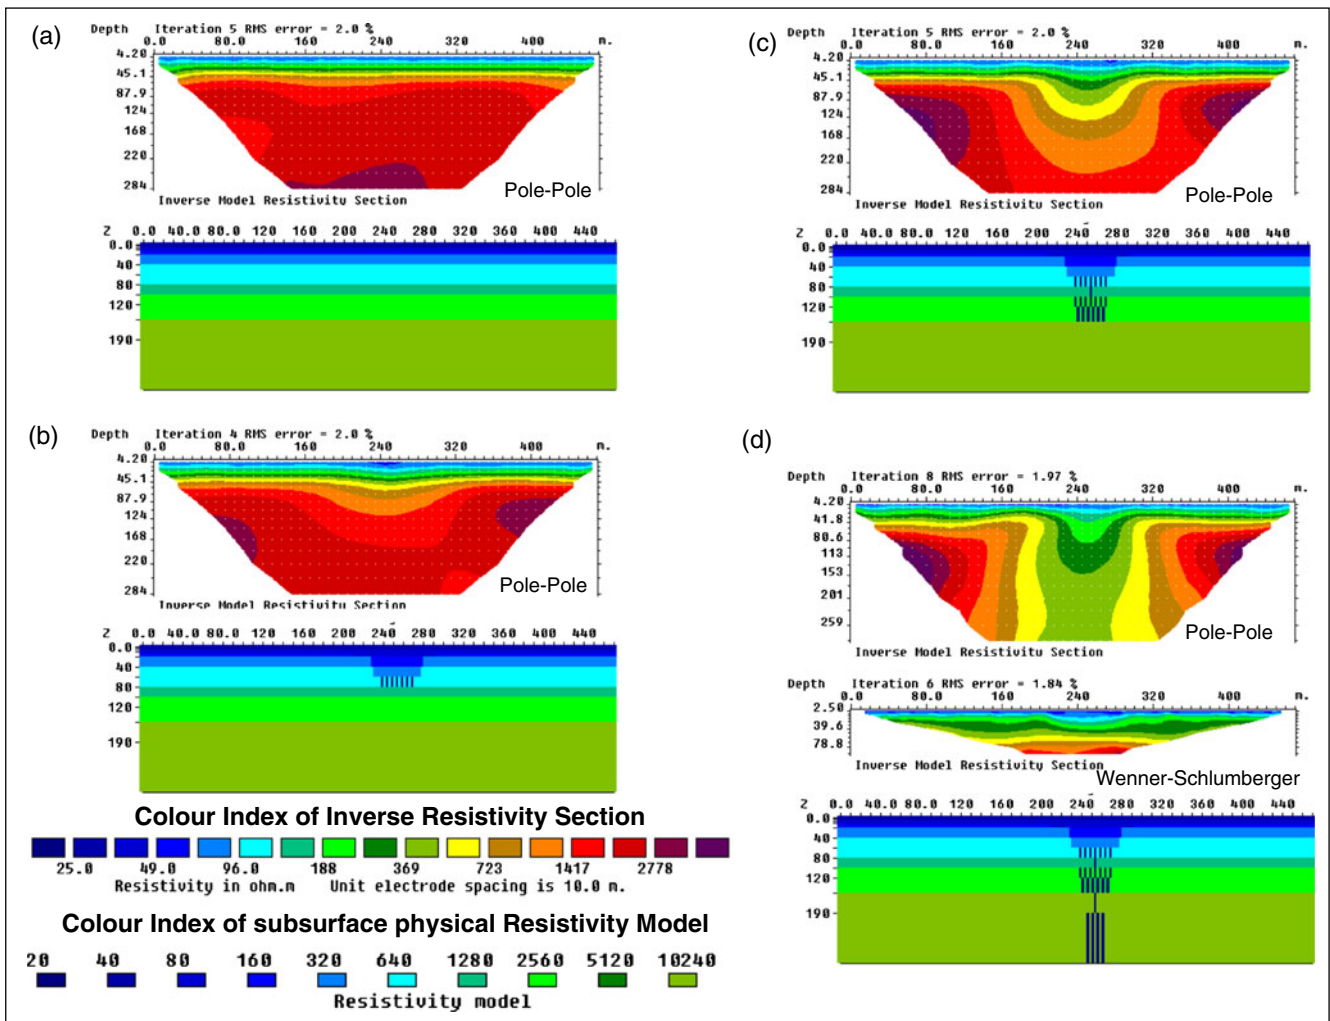 (a)
Depth Iteration 5 RMS error = 2.0 %
0.0 80.0 160 240 320 400 m.
4.20
45.1
87.9
124
168
220
284
Pole-Pole
Inverse Model Resistivity Section
Z 0.0 40.0 80.0 120 160 200 240 280 320 360 400 440
0.0
40
80
120
190
(b)
Depth Iteration 4 RMS error = 2.0 %
0.0 80.0 160 240 320 400 m.
4.20
45.1
87.9
124
168
220
284
Pole-Pole
Inverse Model Resistivity Section
Z 0.0 40.0 80.0 120 160 200 240 280 320 360 400 440
0.0
40
80
120
190
Colour Index of Inverse Resistivity Section
25.0 49.0 96.0 188 369 723 1417 2778
Resistivity in ohm.m Unit electrode spacing is 10.0 m.
Colour Index of subsurface physical Resistivity Model
20 40 80 160 320 640 1280 2560 5120 10240
Resistivity model
(c)
Depth Iteration 5 RMS error = 2.0 %
0.0 80.0 160 240 320 400 m.
4.20
45.1
87.9
124
168
220
284
Pole-Pole
Inverse Model Resistivity Section
Z 0.0 40.0 80.0 120 160 200 240 280 320 360 400 440
0.0
40
80
120
190
(d)
Depth Iteration 8 RMS error = 1.97 %
0.0 80.0 160 240 320 400 m.
4.20
41.8
80.6
113
153
201
259
Pole-Pole
Inverse Model Resistivity Section
Depth Iteration 6 RMS error = 1.84 %
0.0 80.0 160 240 320 400 m.
2.50
39.6
78.8
Inverse Model Resistivity Section
Wenner-Schlumberger
Z 0.0 40.0 80.0 120 160 200 240 280 320 360 400 440
0.0
40
80
120
190